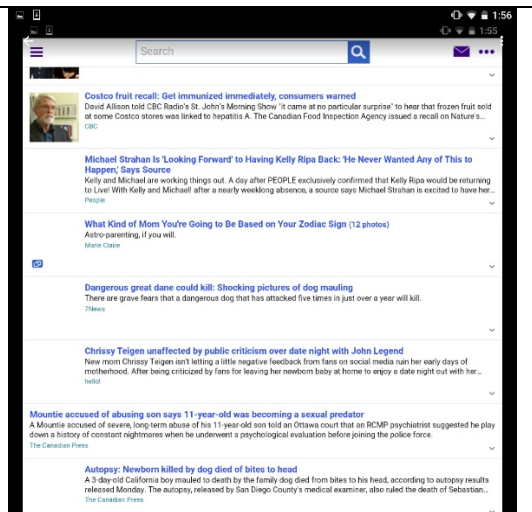 1:56
1:55
Search
Costco fruit recall: Get immunized immediately, consumers warned
David Allison told CBC Radio's St. John's Morning Show "it came at no particular surprise" to hear that frozen fruit sold
at some Costco stores was linked to hepatitis A. The Canadian Food Inspection Agency issued a recall on Nature's...
CBC
Michael Strahan Is 'Looking Forward' to Having Kelly Ripa Back: 'He Never Wanted Any of This to
Happen,' Says Source
Kelly and Michael are working things out. A day after PEOPLE exclusively confirmed that Kelly Ripa would be returning
to Live! With Kelly and Michael! after a nearly weeklong absence, a source says Michael Strahan is excited to have her...
People
What Kind of Mom You're Going to Be Based on Your Zodiac Sign (12 photos)
Astro-parenting, if you will.
Marie Claire
Dangerous great dane could kill: Shocking pictures of dog mauling
There are grave fears that a dangerous dog that has attacked five times in just over a year will kill.
7News
Chrissy Teigen unaffected by public criticism over date night with John Legend
New mom Chrissy Teigen isn't letting a little negative feedback from fans on social media ruin her early days of
motherhood. After being criticized by fans for leaving her newborn baby at home to enjoy a date night out with her...
hello!
Mountie accused of abusing son says 11-year-old was becoming a sexual predator
A Mountie accused of severe, long-term abuse of his 11-year-old son told an Ottawa court that an RCMP psychiatrist suggested he play
down a history of constant nightmares when he underwent a psychological evaluation before joining the police force.
The Canadian Press
Autopsy: Newborn killed by dog died of bites to head
A 3-day-old California boy mauled to death by the family dog died from bites to his head, according to autopsy results
released Monday. The autopsy, released by San Diego County's medical examiner, also ruled the death of Sebastian...
The Canadian Press